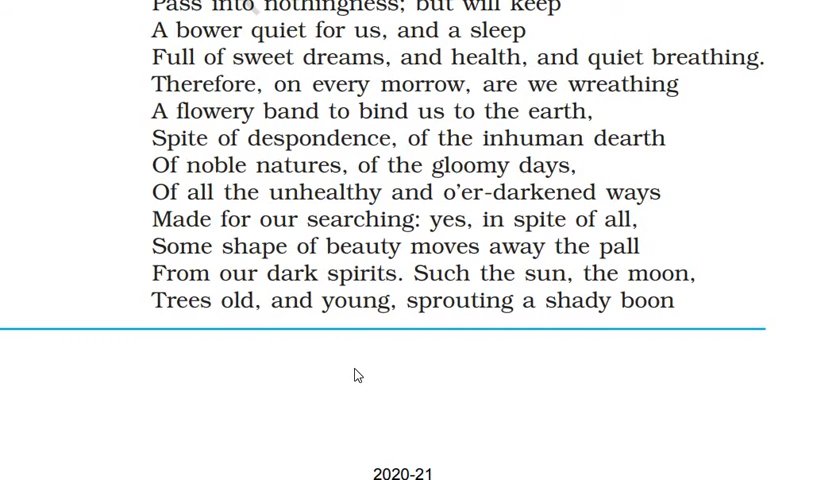 Pass into nothingness; but will keep
A bower quiet for us, and a sleep
Full of sweet dreams, and health, and quiet breathing.
Therefore, on every morrow, are we wreathing
A flowery band to bind us to the earth,
Spite of despondence, of the inhuman dearth
Of noble natures, of the gloomy days,
Of all the unhealthy and o'er-darkened ways
Made for our searching: yes, in spite of all,
Some shape of beauty moves away the pall
From our dark spirits. Such the sun, the moon,
Trees old, and young, sprouting a shady boon
2020-21